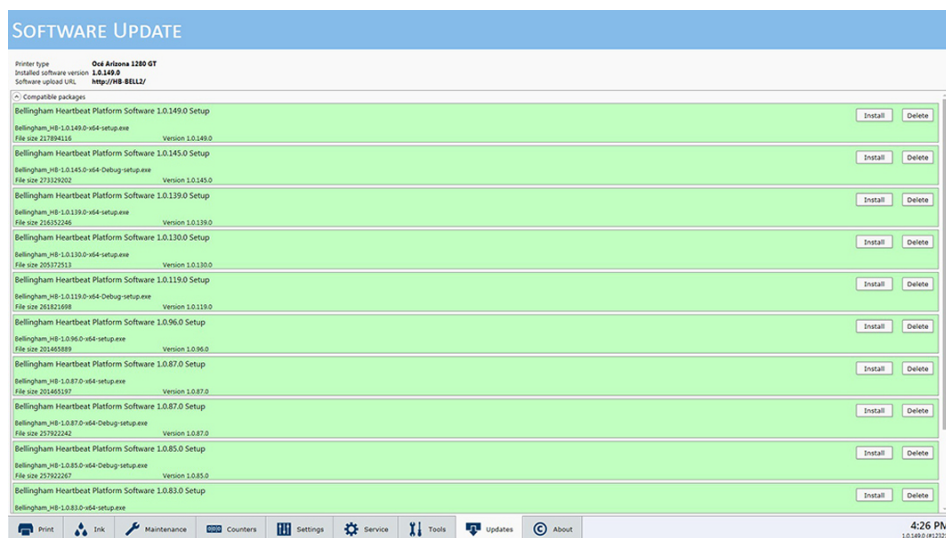 SOFTWARE UPDATE
Printer type Océ Arizona 1280 GT
Installed software version 1.0.149.0
Software upload URL http://HB-BELL2/
Compatible packages
Bellingham Heartbeat Platform Software 1.0.149.0 Setup
Install Delete
Bellingham_HB-1.0.149.0-x64-setup.exe
File size 217894116 Version 1.0.149.0
Bellingham Heartbeat Platform Software 1.0.145.0 Setup
Install Delete
Bellingham_HB-1.0.145.0-x64-Debug-setup.exe
File size 273329202 Version 1.0.145.0
Bellingham Heartbeat Platform Software 1.0.139.0 Setup
Install Delete
Bellingham_HB-1.0.139.0-x64-setup.exe
File size 216352246 Version 1.0.139.0
Bellingham Heartbeat Platform Software 1.0.130.0 Setup
Install Delete
Bellingham_HB-1.0.130.0-x64-setup.exe
File size 205372513 Version 1.0.130.0
Bellingham Heartbeat Platform Software 1.0.119.0 Setup
Install Delete
Bellingham_HB-1.0.119.0-x64-Debug-setup.exe
File size 261821698 Version 1.0.119.0
Bellingham Heartbeat Platform Software 1.0.96.0 Setup
Install Delete
Bellingham_HB-1.0.96.0-x64-setup.exe
File size 201465889 Version 1.0.96.0
Bellingham Heartbeat Platform Software 1.0.87.0 Setup
Install Delete
Bellingham_HB-1.0.87.0-x64-setup.exe
File size 201465197 Version 1.0.87.0
Bellingham Heartbeat Platform Software 1.0.87.0 Setup
Install Delete
Bellingham_HB-1.0.87.0-x64-Debug-setup.exe
File size 257922242 Version 1.0.87.0
Bellingham Heartbeat Platform Software 1.0.85.0 Setup
Install Delete
Bellingham_HB-1.0.85.0-x64-Debug-setup.exe
File size 257922267 Version 1.0.85.0
Bellingham Heartbeat Platform Software 1.0.83.0 Setup
Install Delete
Bellingham_HB-1.0.83.0-x64-setup.exe
Print Ink Maintenance Counters Settings Service Tools Updates About
4:26 PM
1.0.149.0